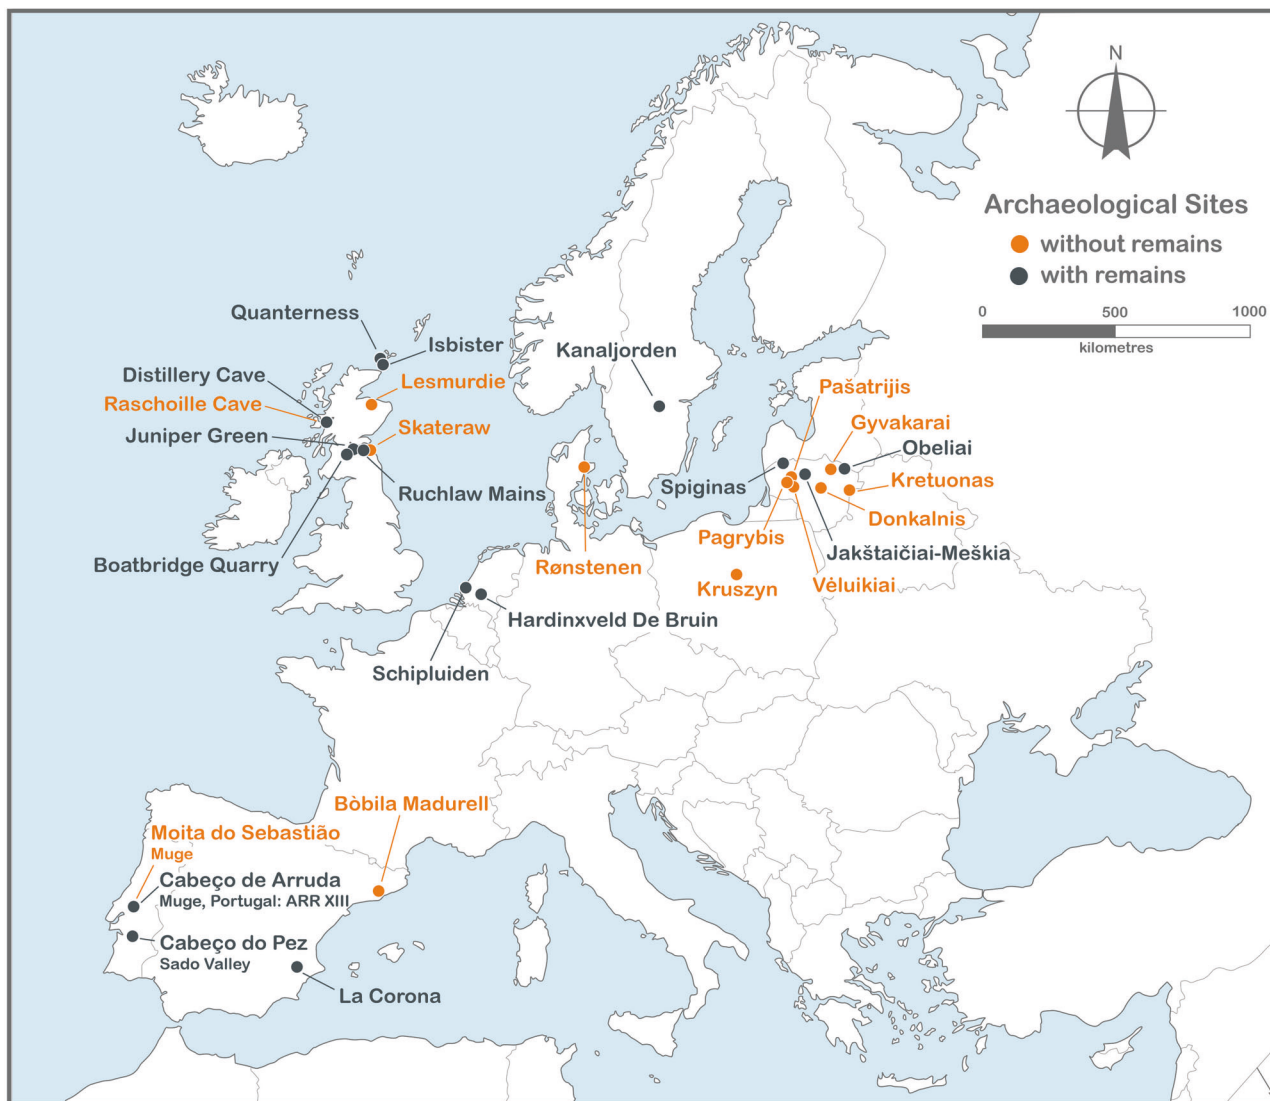 N
Archaeological Sites
without remains
with remains
0 500 1000
kilometres
Quanterness
Isbister
Kanaljorden
Distillery Cave
Lesmurdie
Pašatrijis
Raschoille Cave
Juniper Green
Skateraw
Gyvakarai
Obeliai
Spiginas
Kretuonas
Ruchlaw Mains
Donkalnis
Pagrybis
Jakštaičiai-Meškia
Boatbridge Quarry
Rønstenen
Kruszyn
Vėluikiai
Hardinxveld De Bruin
Schipluiden
Bòbila Madurell
Moita do Sebastião
Muge
Cabeço de Arruda
Muge, Portugal: ARR XIII
Cabeço do Pez
Sado Valley
La Corona